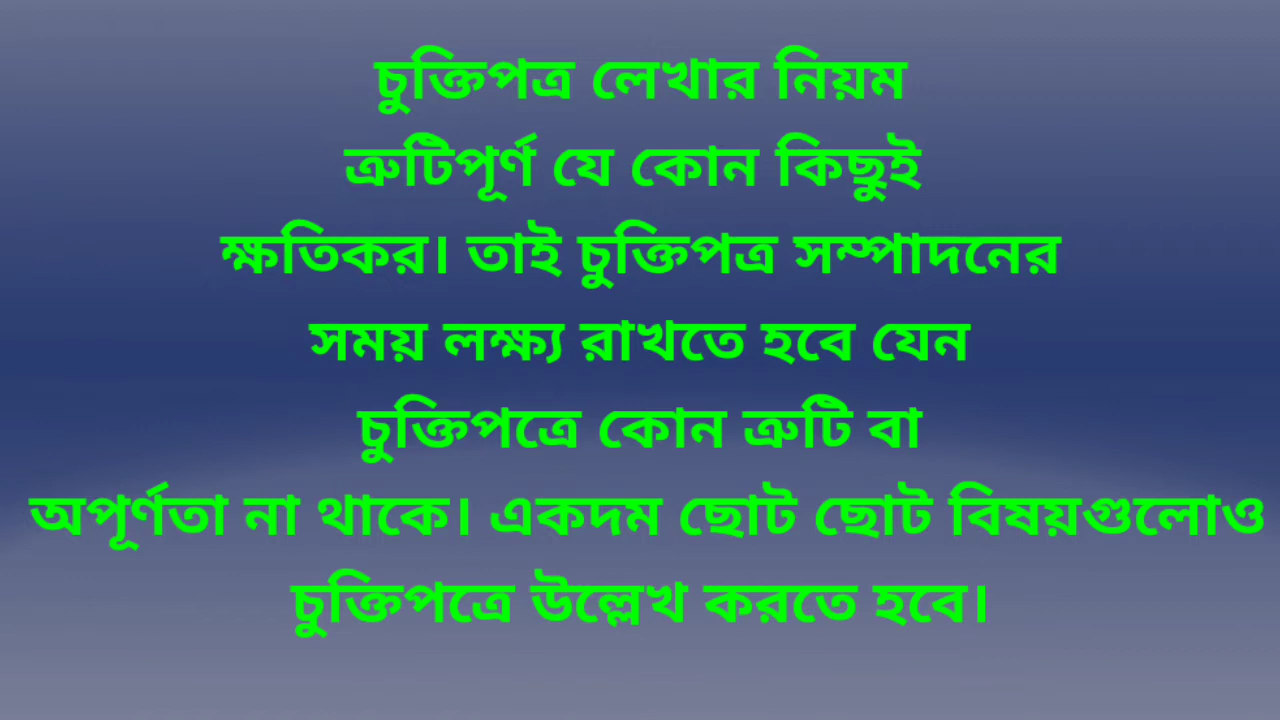 চুক্তিপত্র লেখার নিয়ম
ত্রুটিপূর্ণ যে কোন কিছুই
ক্ষতিকর। তাই চুক্তিপত্র সম্পাদনের
সময় লক্ষ্য রাখতে হবে যেন
চুক্তিপত্রে কোন ত্রুটি বা
অপূর্ণতা না থাকে। একদম ছোট ছোট বিষয়গুলোও
চুক্তিপত্রে উল্লেখ করতে হবে।